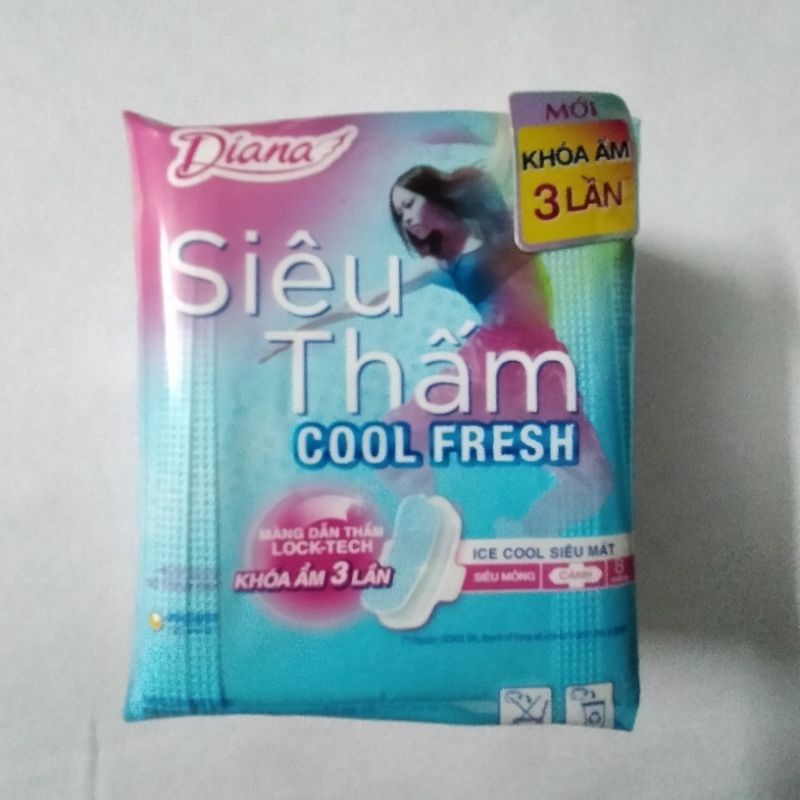 Diana
MỚI
KHÓA ẨM
3 LẦN
Siêu
Thấm
COOL FRESH
MÀNG DẪN THẤM
LOCK-TECH
KHÓA ẨM 3 LẦN
ICE COOL SIÊU MÁT
SIÊU MỎNG CÁNH 8